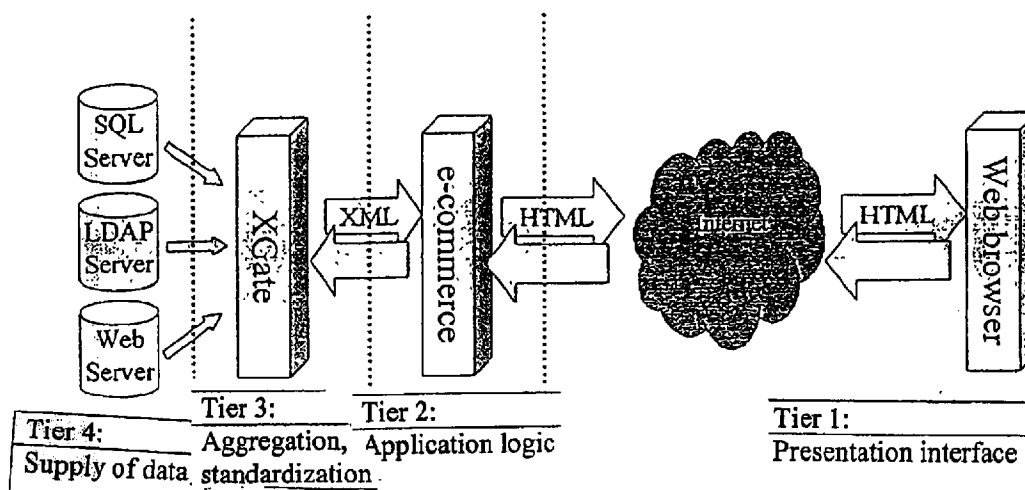 SQL
Server
LDAP
Server
Web
Server
XGate
XML
e-commerce
HTML
Internet
HTML
Web browser
Tier 4:
Supply of data
Tier 3:
Aggregation,
standardization
Tier 2:
Application logic
Tier 1:
Presentation interface